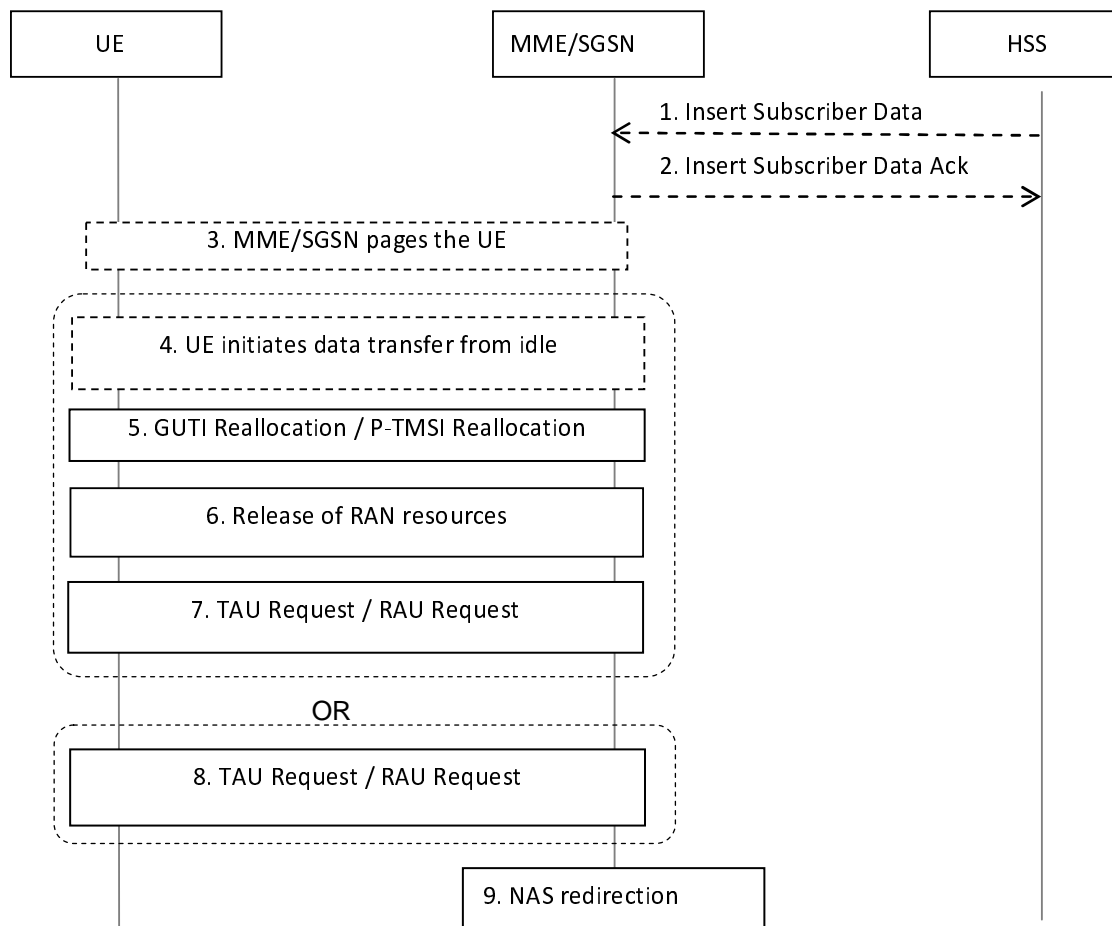 UE
MME/SGSN
HSS
1. Insert Subscriber Data
2. Insert Subscriber Data Ack
3. MME/SGSN pages the UE
4. UE initiates data transfer from idle
5. GUTI Reallocation / P-TMSI Reallocation
6. Release of RAN resources
7. TAU Request / RAU Request
OR
8. TAU Request / RAU Request
9. NAS redirection